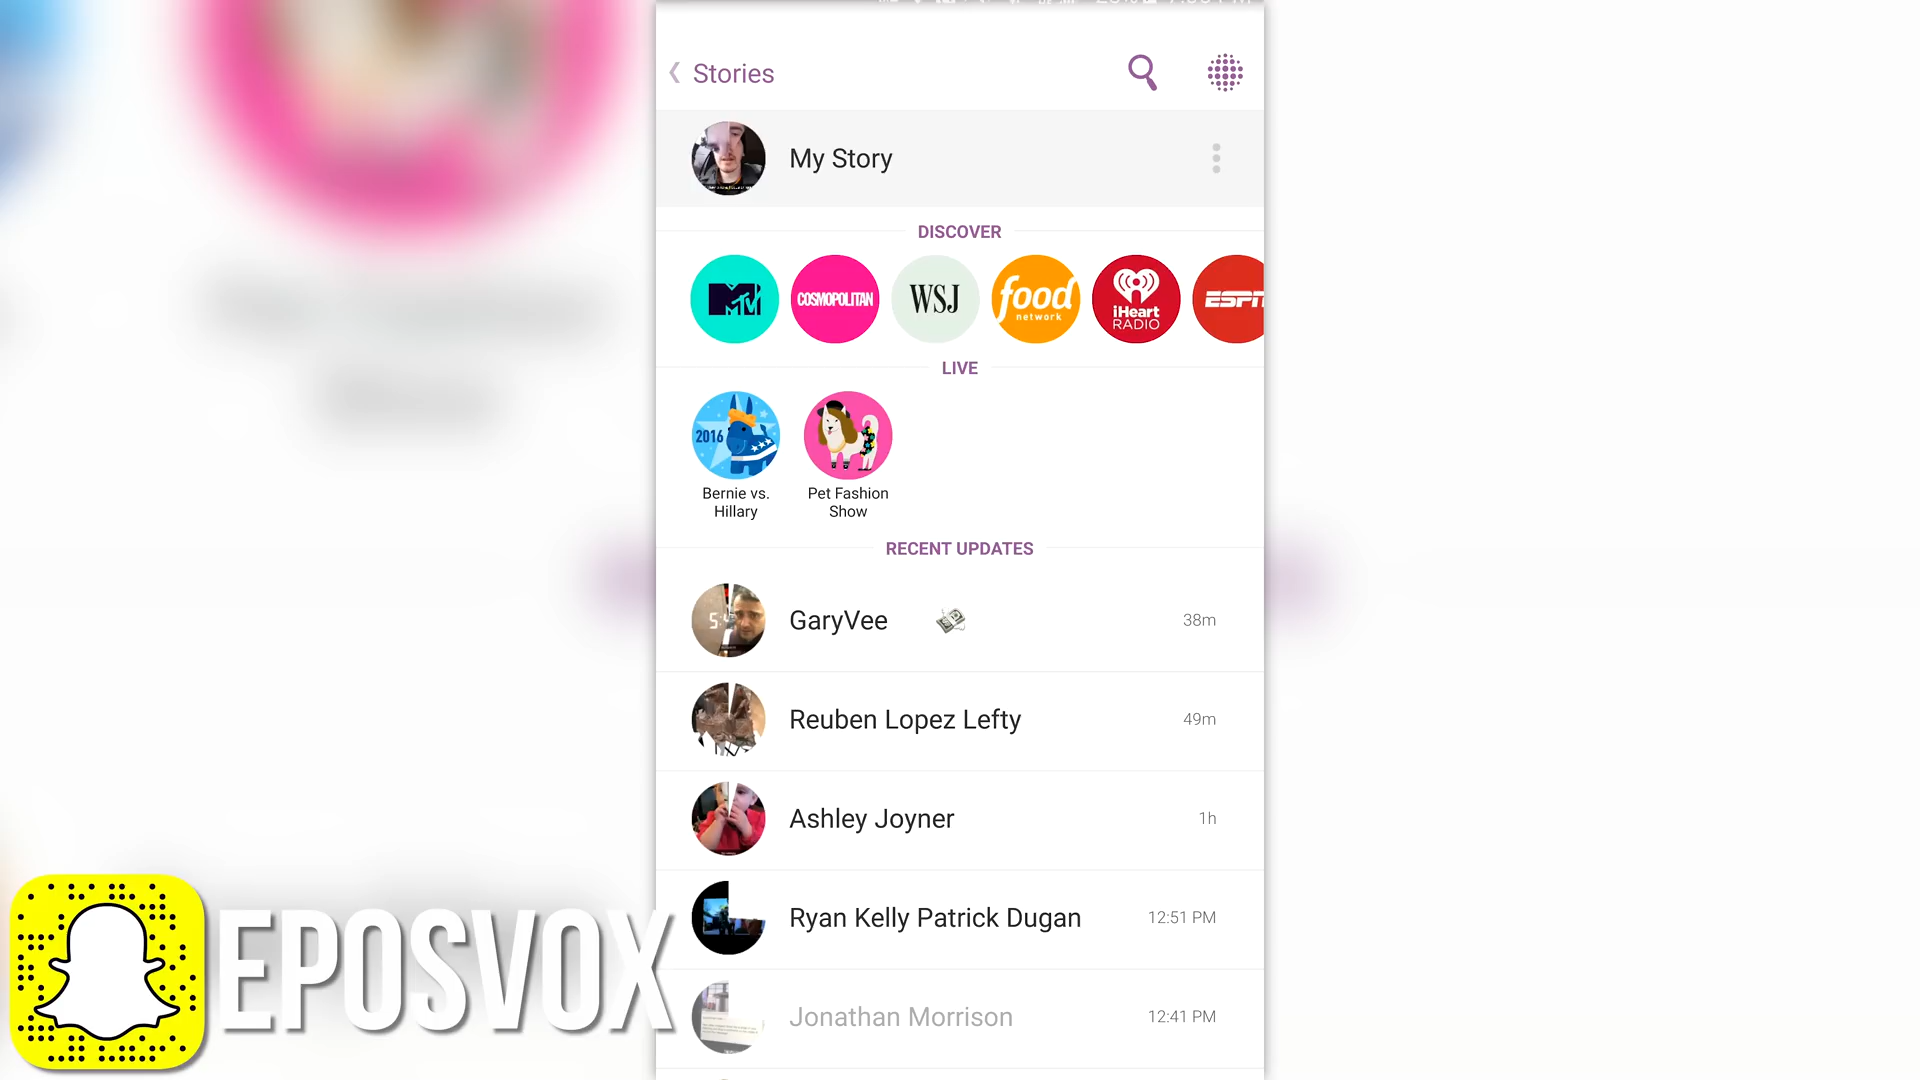 Stories
My Story
DISCOVER
MTV
COSMOPOLITAN
WSJ
food
network
iHeart
RADIO
ESPN
LIVE
2016
Bernie vs.
Hillary
Pet Fashion
Show
RECENT UPDATES
GaryVee
38m
Reuben Lopez Lefty
49m
Ashley Joyner
1h
Ryan Kelly Patrick Dugan
12:51 PM
Jonathan Morrison
12:41 PM
EPOSVOX